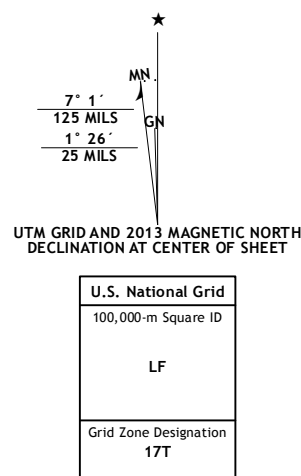 ★
MN
7° 1´
125 MILS
GN
1° 26´
25 MILS
UTM GRID AND 2013 MAGNETIC NORTH
DECLINATION AT CENTER OF SHEET
U.S. National Grid
100,000-m Square ID
LF
Grid Zone Designation
17T